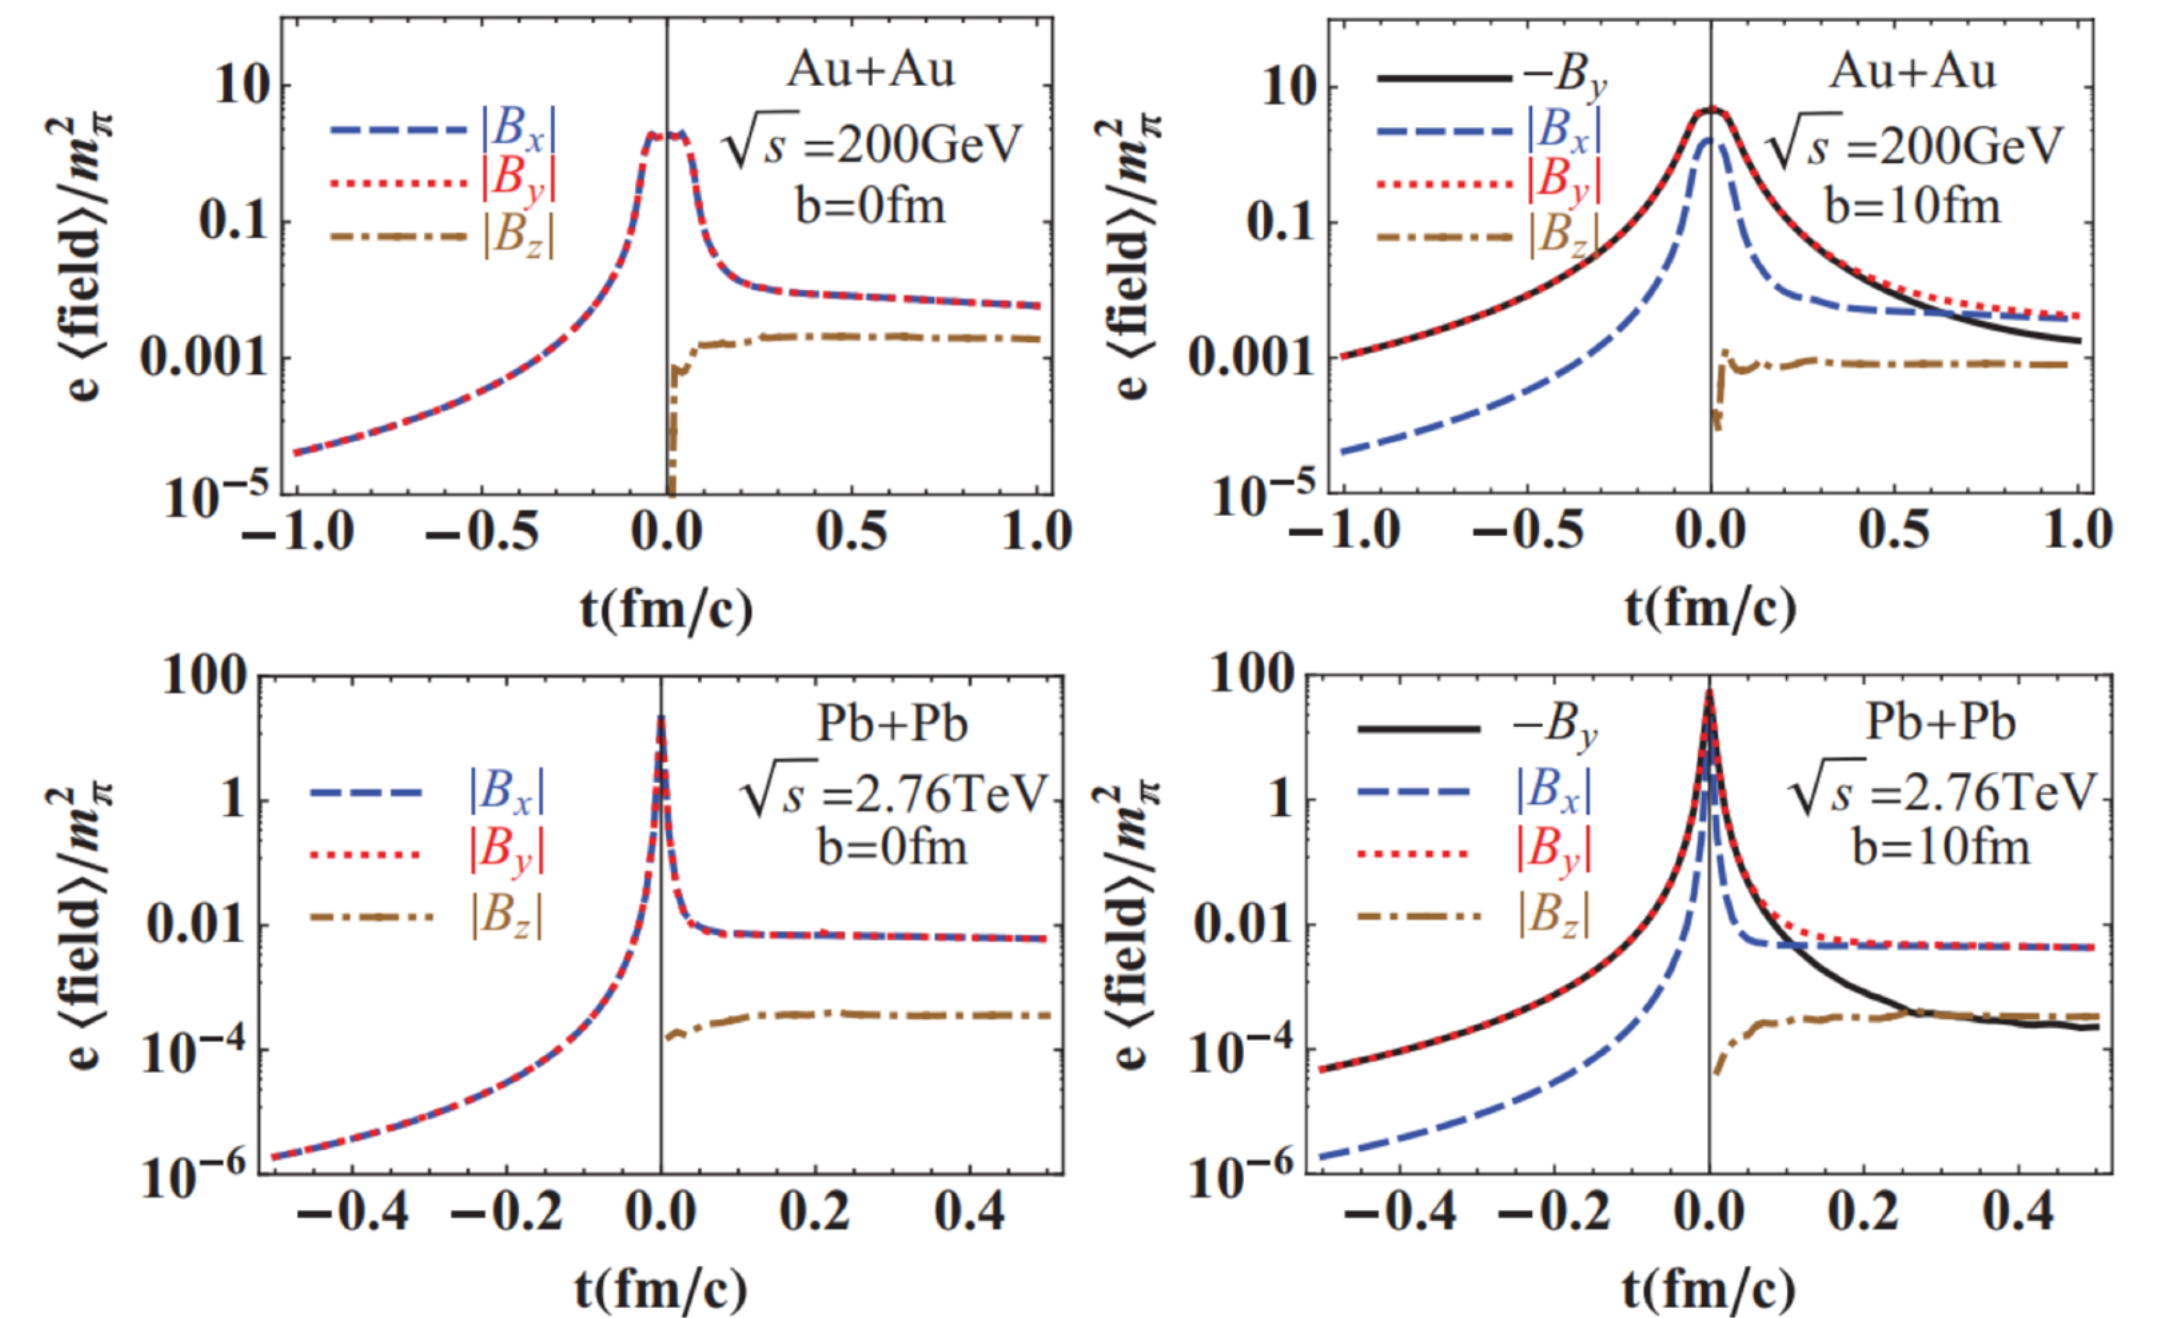 Au+Au
√s =200GeV
b=0fm
|Bx|
|By|
|Bz|
10
0.1
0.001
10−5
e ⟨field⟩/m2π
−1.0 −0.5 0.0 0.5 1.0
t(fm/c)
Au+Au
√s =200GeV
b=10fm
−By
|Bx|
|By|
|Bz|
10
0.1
0.001
10−5
e ⟨field⟩/m2π
−1.0 −0.5 0.0 0.5 1.0
t(fm/c)
Pb+Pb
√s =2.76TeV
b=0fm
|Bx|
|By|
|Bz|
100
1
0.01
10−4
10−6
e ⟨field⟩/m2π
−0.4 −0.2 0.0 0.2 0.4
t(fm/c)
Pb+Pb
√s =2.76TeV
b=10fm
−By
|Bx|
|By|
|Bz|
100
1
0.01
10−4
10−6
e ⟨field⟩/m2π
−0.4 −0.2 0.0 0.2 0.4
t(fm/c)